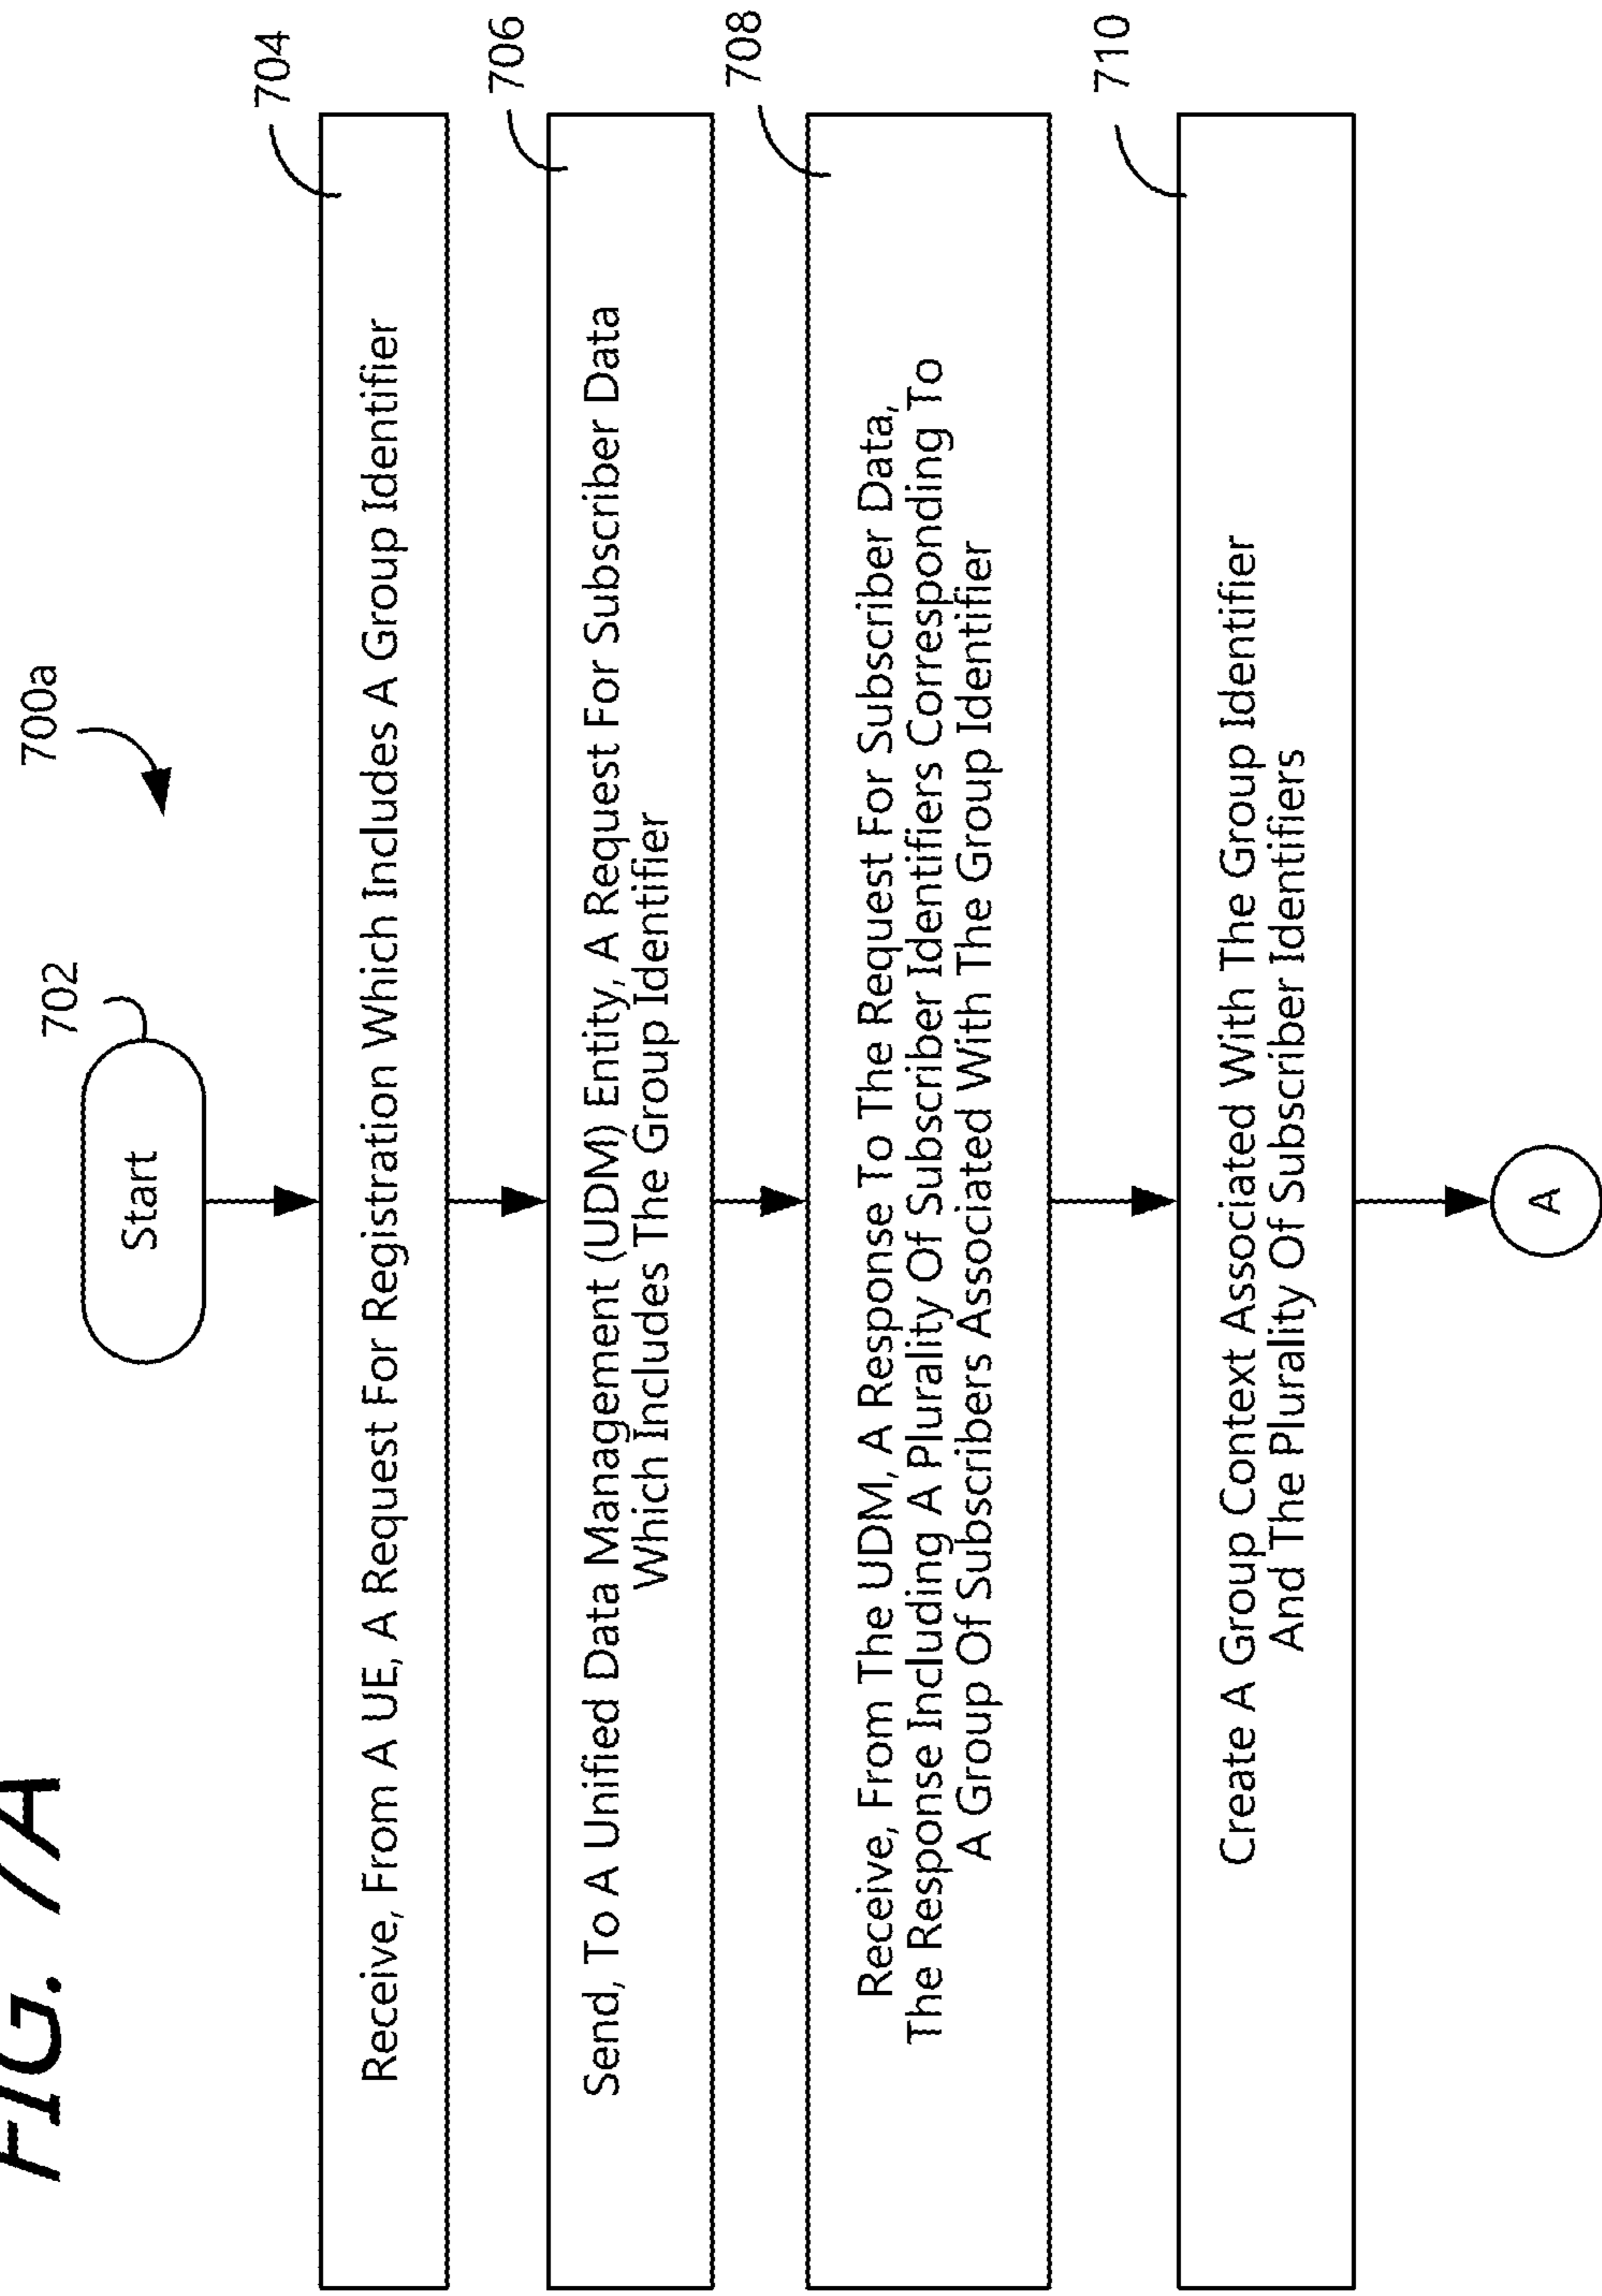 FIG. 7A
700a
702
Start
704
Receive, From A UE, A Request For Registration Which Includes A Group Identifier
706
Send, To A Unified Data Management (UDM) Entity, A Request For Subscriber Data
Which Includes The Group Identifier
708
Receive, From The UDM, A Response To The Request For Subscriber Data,
The Response Including A Plurality Of Subscriber Identifiers Corresponding To
A Group Of Subscribers Associated With The Group Identifier
710
Create A Group Context Associated With The Group Identifier
And The Plurality Of Subscriber Identifiers
A